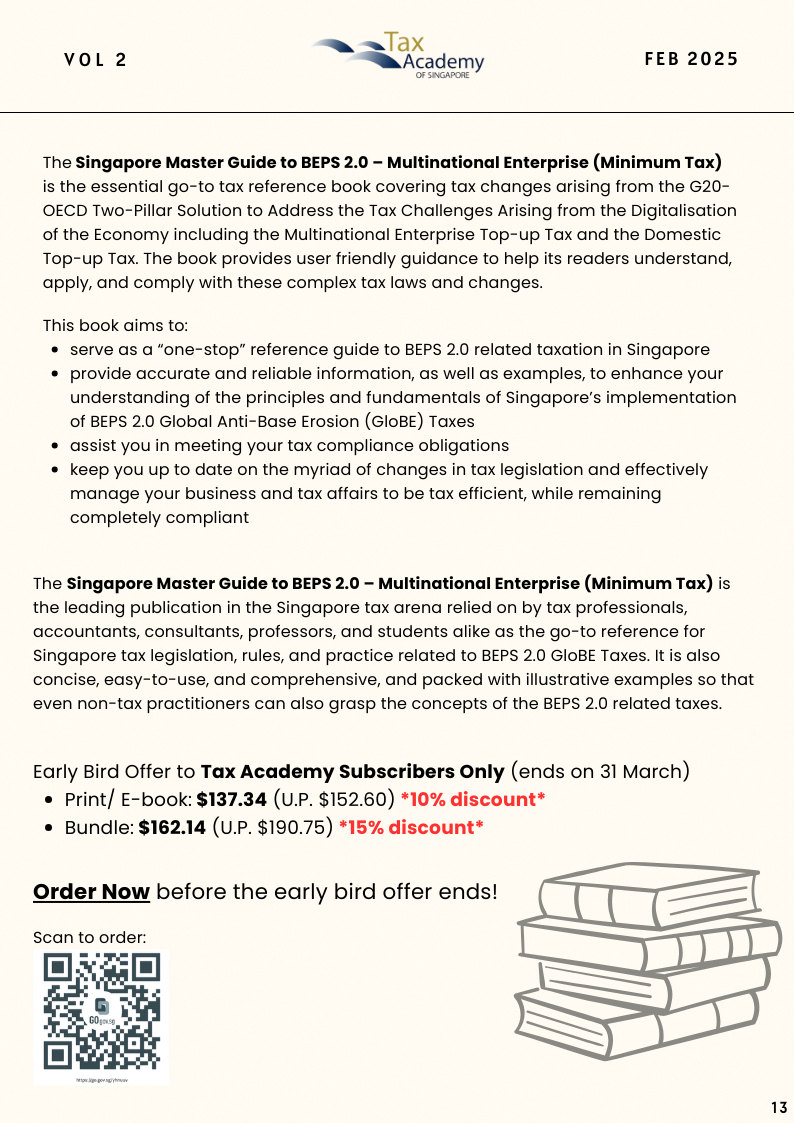 VOL 2
Tax
Academy
OF SINGAPORE
FEB 2025
The Singapore Master Guide to BEPS 2.0 – Multinational Enterprise (Minimum Tax)
is the essential go-to tax reference book covering tax changes arising from the G20-
OECD Two-Pillar Solution to Address the Tax Challenges Arising from the Digitalisation
of the Economy including the Multinational Enterprise Top-up Tax and the Domestic
Top-up Tax. The book provides user friendly guidance to help its readers understand,
apply, and comply with these complex tax laws and changes.
This book aims to:
• serve as a “one-stop” reference guide to BEPS 2.0 related taxation in Singapore
• provide accurate and reliable information, as well as examples, to enhance your
understanding of the principles and fundamentals of Singapore’s implementation
of BEPS 2.0 Global Anti-Base Erosion (GloBE) Taxes
• assist you in meeting your tax compliance obligations
• keep you up to date on the myriad of changes in tax legislation and effectively
manage your business and tax affairs to be tax efficient, while remaining
completely compliant
The Singapore Master Guide to BEPS 2.0 – Multinational Enterprise (Minimum Tax) is
the leading publication in the Singapore tax arena relied on by tax professionals,
accountants, consultants, professors, and students alike as the go-to reference for
Singapore tax legislation, rules, and practice related to BEPS 2.0 GloBE Taxes. It is also
concise, easy-to-use, and comprehensive, and packed with illustrative examples so that
even non-tax practitioners can also grasp the concepts of the BEPS 2.0 related taxes.
Early Bird Offer to Tax Academy Subscribers Only (ends on 31 March)
• Print/ E-book: $137.34 (U.P. $152.60) *10% discount*
• Bundle: $162.14 (U.P. $190.75) *15% discount*
Order Now before the early bird offer ends!
Scan to order:
GOgov.sg
13